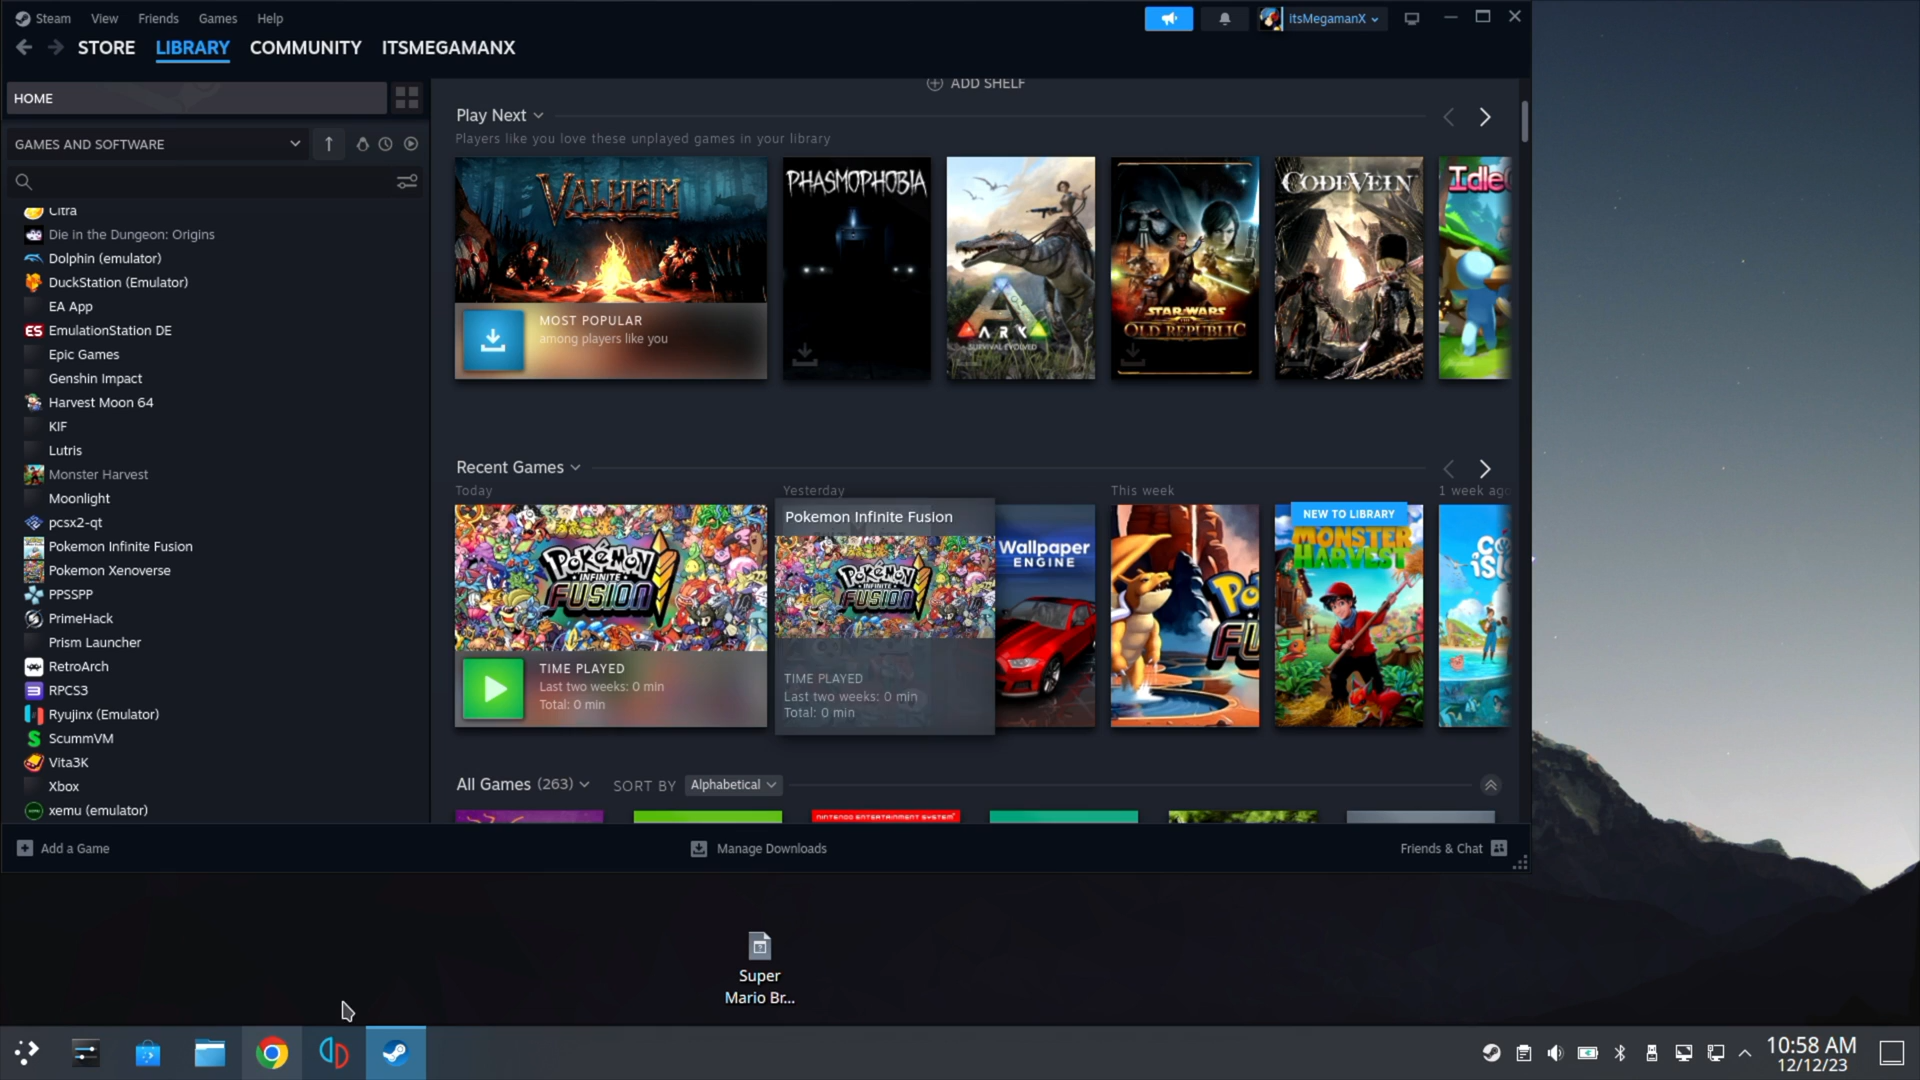 Steam View Friends Games Help
itsMegamanX
STORE LIBRARY COMMUNITY ITSMEGAMANX
HOME
GAMES AND SOFTWARE
Citra
Die in the Dungeon: Origins
Dolphin (emulator)
DuckStation (Emulator)
EA App
ES EmulationStation DE
Epic Games
Genshin Impact
Harvest Moon 64
KIF
Lutris
Monster Harvest
Moonlight
pcsx2-qt
Pokemon Infinite Fusion
Pokemon Xenoverse
PPSSPP
PrimeHack
Prism Launcher
RetroArch
RPCS3
Ryujinx (Emulator)
ScummVM
Vita3K
Xbox
xemu (emulator)
ADD SHELF
Play Next
Players like you love these unplayed games in your library
VALHEIM
MOST POPULAR
among players like you
PHASMOPHOBIA
ARK
SURVIVAL EVOLVED
STAR WARS
THE
OLD REPUBLIC
CODE VEIN
Idle
Recent Games
Today
POKÉMON
INFINITE
FUSION
TIME PLAYED
Last two weeks: 0 min
Total: 0 min
Yesterday
Pokemon Infinite Fusion
POKÉMON
INFINITE
FUSION
TIME PLAYED
Last two weeks: 0 min
Total: 0 min
Wallpaper
ENGINE
This week
NEW TO LIBRARY
MONSTER
HARVEST
1 week ago
All Games (263) SORT BY Alphabetical
NINTENDO ENTERTAINMENT SYSTEM
Add a Game
Manage Downloads
Friends & Chat
Super
Mario Br...
10:58 AM
12/12/23